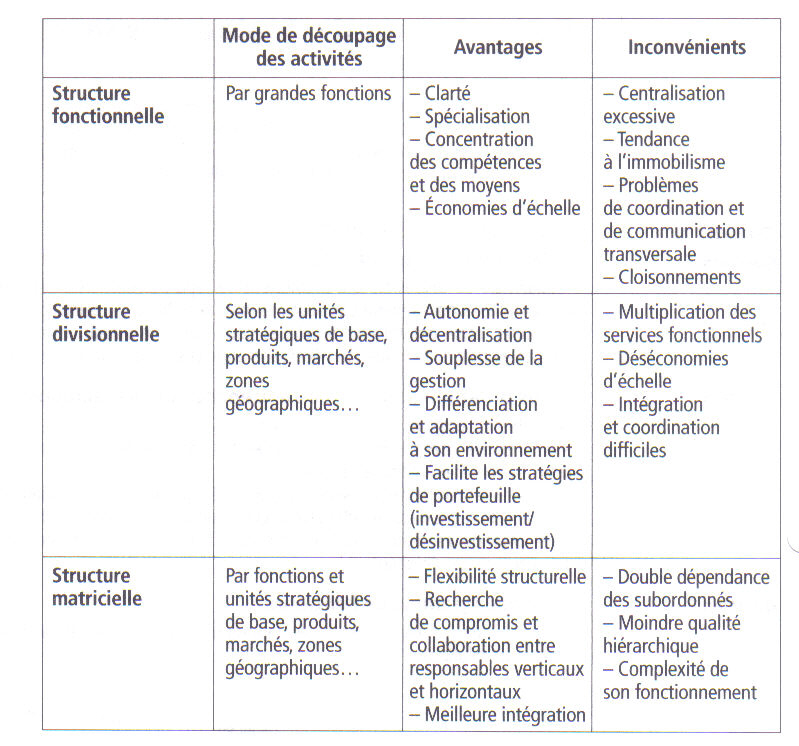 Mode de découpage
des activités
Avantages
Inconvénients
Structure
fonctionnelle
Par grandes fonctions
– Clarté
– Spécialisation
– Concentration
des compétences
et des moyens
– Économies d’échelle
– Centralisation
excessive
– Tendance
à l’immobilisme
– Problèmes
de coordination et
de communication
transversale
– Cloisonnements
Structure
divisionnelle
Selon les unités
stratégiques de base,
produits, marchés,
zones
géographiques…
– Autonomie et
décentralisation
– Souplesse de la
gestion
– Différenciation
et adaptation
à son environnement
– Facilite les stratégies
de portefeuille
(investissement/
désinvestissement)
– Multiplication des
services fonctionnels
– Déséconomies
d’échelle
– Intégration
et coordination
difficiles
Structure
matricielle
Par fonctions et
unités stratégiques
de base, produits,
marchés, zones
géographiques…
– Flexibilité structurelle
– Recherche
de compromis et
collaboration entre
responsables verticaux
et horizontaux
– Meilleure intégration
– Double dépendance
des subordonnés
– Moindre qualité
hiérarchique
– Complexité de
son fonctionnement